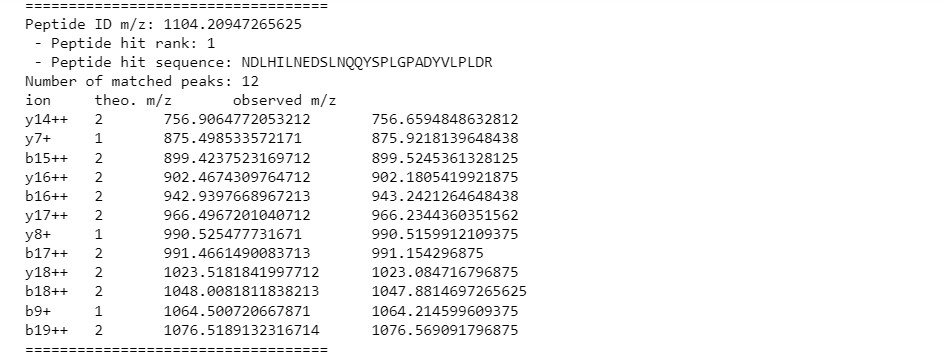 ===================================
Peptide ID m/z: 1104.20947265625
- Peptide hit rank: 1
- Peptide hit sequence: NDLHILNEDSLNQQYSPLGPADYVLPLDR
Number of matched peaks: 12
ion theo. m/z observed m/z
y14++ 2 756.9064772053212 756.6594848632812
y7+ 1 875.498533572171 875.9218139648438
b15++ 2 899.4237523169712 899.5245361328125
y16++ 2 902.4674309764712 902.1805419921875
b16++ 2 942.9397668967213 943.2421264648438
y17++ 2 966.4967201040712 966.2344360351562
y8+ 1 990.525477731671 990.5159912109375
b17++ 2 991.4661490083713 991.154296875
y18++ 2 1023.5181841997712 1023.084716796875
b18++ 2 1048.0081811838213 1047.8814697265625
b9+ 1 1064.500720667871 1064.214599609375
b19++ 2 1076.5189132316714 1076.569091796875
===================================